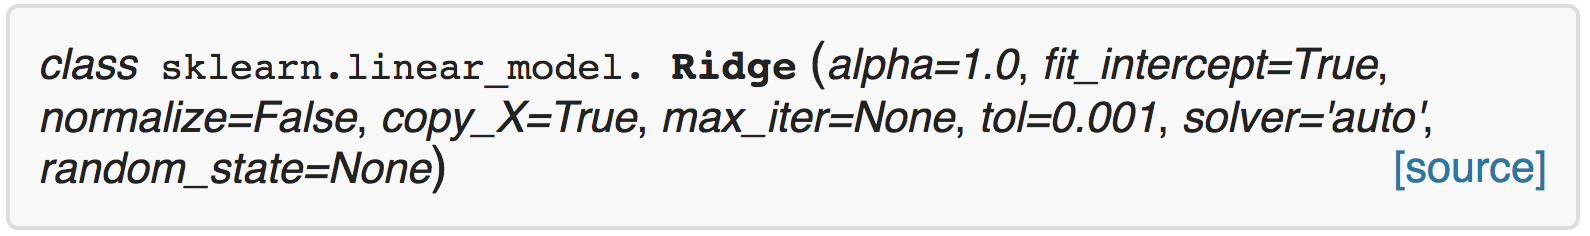 class sklearn.linear_model. Ridge (alpha=1.0, fit_intercept=True,
normalize=False, copy_X=True, max_iter=None, tol=0.001, solver='auto',
random_state=None) [source]